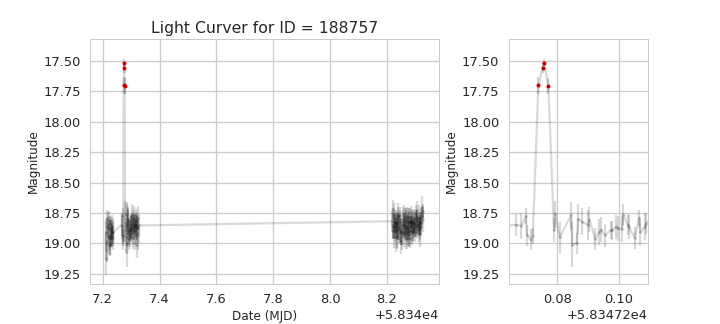 Light Curver for ID = 188757
Magnitude
17.50
17.75
18.00
18.25
18.50
18.75
19.00
19.25
7.2 7.4 7.6 7.8 8.0 8.2
Date (MJD)
+5.834e4
Magnitude
17.50
17.75
18.00
18.25
18.50
18.75
19.00
19.25
0.08 0.10
+5.83472e4